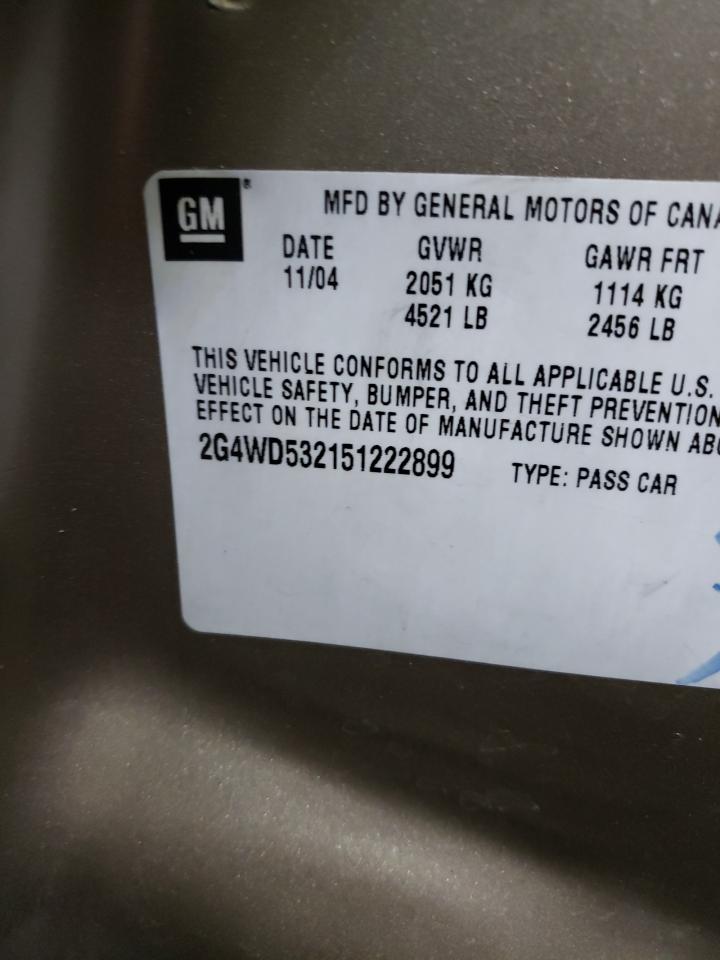 GM®
MFD BY GENERAL MOTORS OF CANA
DATE GVWR GAWR FRT
11/04 2051 KG 1114 KG
4521 LB 2456 LB
THIS VEHICLE CONFORMS TO ALL APPLICABLE U.S.
VEHICLE SAFETY, BUMPER, AND THEFT PREVENTION
EFFECT ON THE DATE OF MANUFACTURE SHOWN ABO
2G4WD532151222899 TYPE: PASS CAR